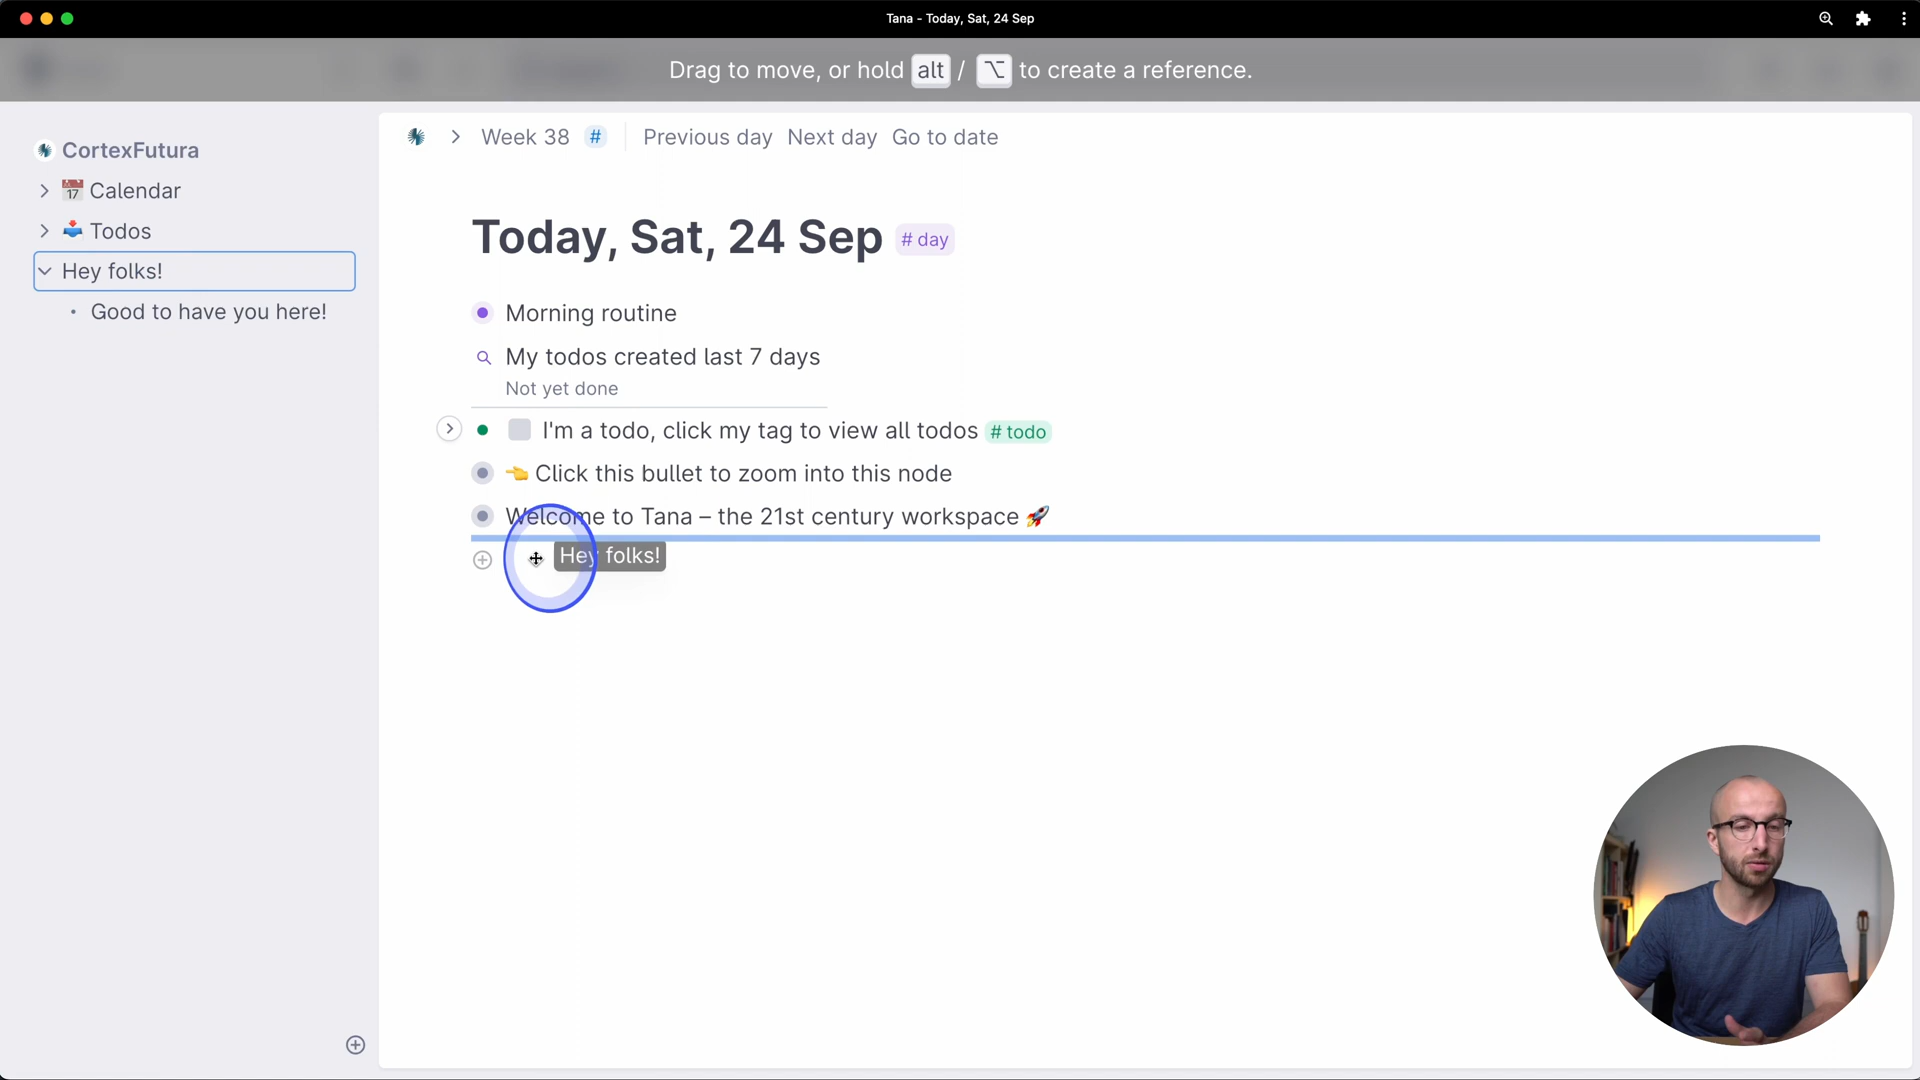 Tana - Today, Sat, 24 Sep
Drag to move, or hold alt / ⌥ to create a reference.
CortexFutura
Calendar
Todos
Hey folks!
Good to have you here!
Week 38 # Previous day Next day Go to date
Today, Sat, 24 Sep # day
Morning routine
My todos created last 7 days
Not yet done
I'm a todo, click my tag to view all todos # todo
👈 Click this bullet to zoom into this node
Welcome to Tana – the 21st century workspace 🚀
Hey folks!